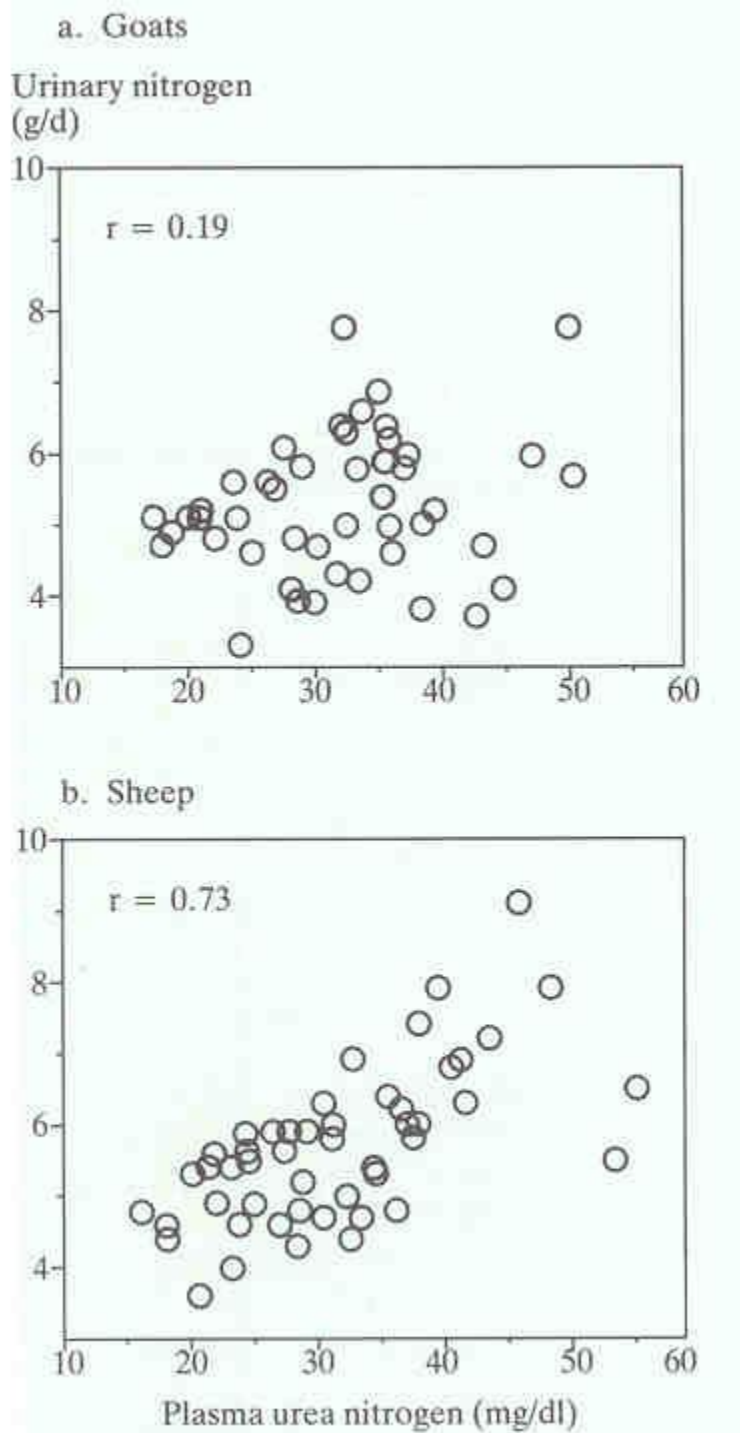 a. Goats
Urinary nitrogen
(g/d)
10
r = 0.19
8
6
4
10 20 30 40 50 60
b. Sheep
10
r = 0.73
8
6
4
10 20 30 40 50 60
Plasma urea nitrogen (mg/dl)